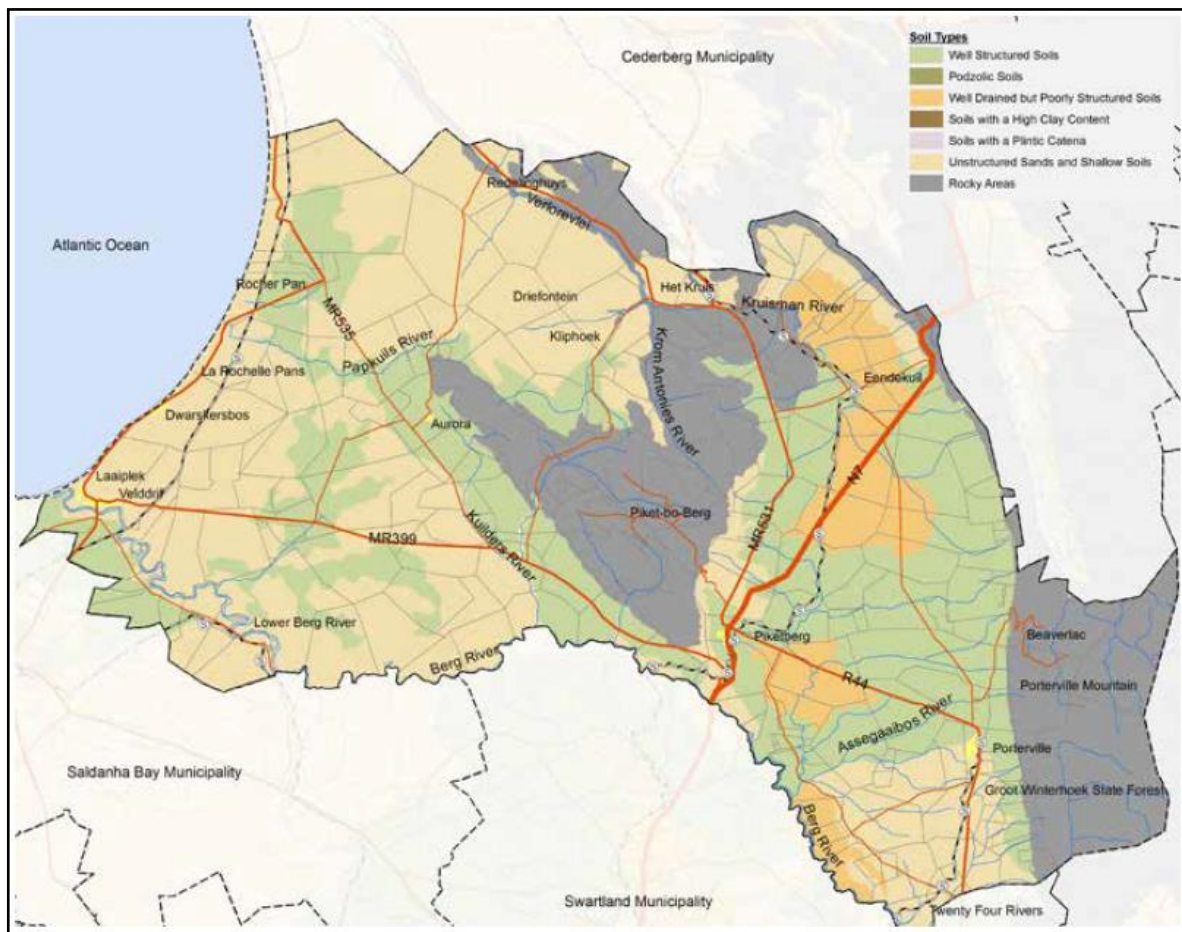 Soil Types
Well Structured Soils
Podzolic Soils
Well Drained but Poorly Structured Soils
Soils with a High Clay Content
Soils with a Plintic Catena
Unstructured Sands and Shallow Soils
Rocky Areas
Cederberg Municipality
Atlantic Ocean
Redelinghuys
Verlorevlei
Rocher Pan
MR535
Driefontein
Het Kruis
Kruisman River
Kliphoek
Papkuils River
Krom Antonies River
La Rochelle Pans
Eendekuil
Dwarskersbos
Aurora
Laaiplek
Velddrif
N7
Piket-bo-Berg
MR531
MR399
Kuilders River
Lower Berg River
Berg River
Piketberg
Beaverlac
R44
Porterville Mountain
Assegaaibos River
Porterville
Saldanha Bay Municipality
Groot Winterhoek State Forest
Berg River
Swartland Municipality
Twenty Four Rivers